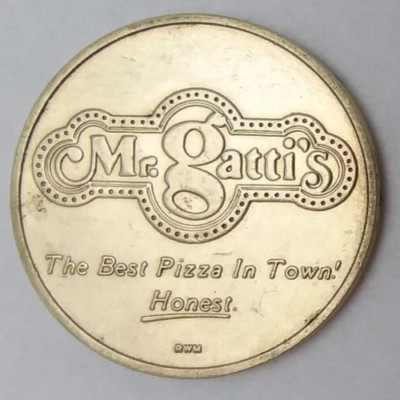 Mr. Gatti's
The Best Pizza In Town'
Honest.
RWM